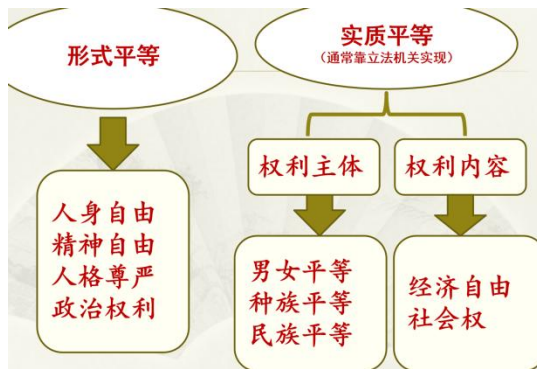 形式平等
人身自由
精神自由
人格尊严
政治权利
实质平等
（通常靠立法机关实现）
权利主体
男女平等
种族平等
民族平等
权利内容
经济自由
社会权